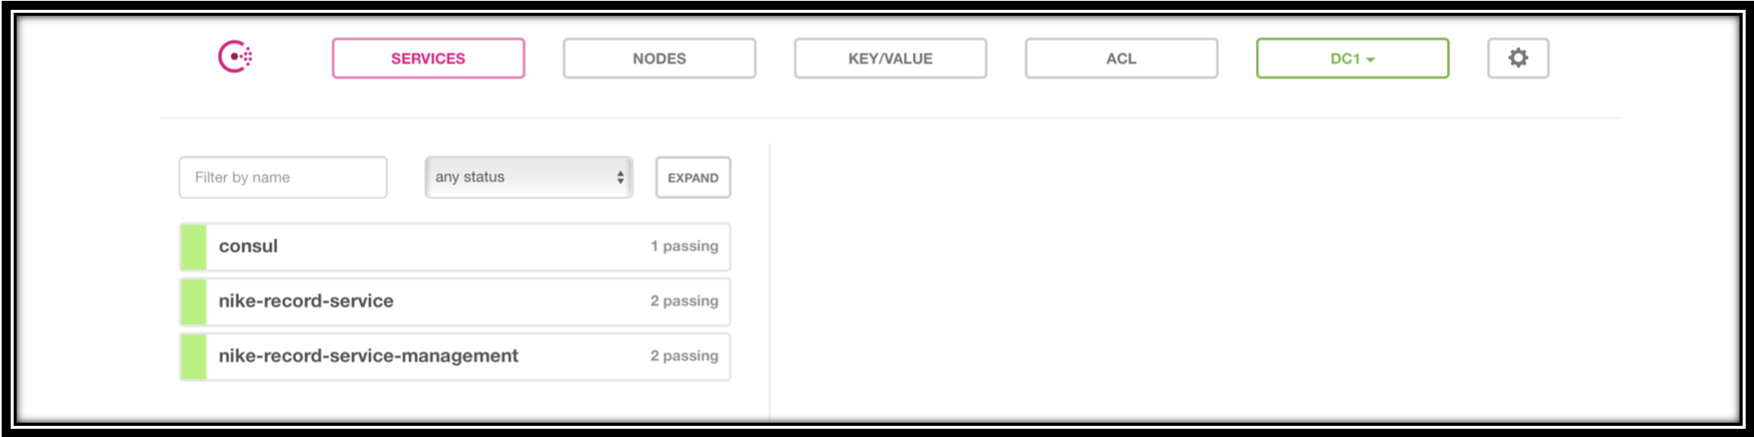 SERVICES NODES KEY/VALUE ACL DC1
Filter by name any status EXPAND
consul 1 passing
nike-record-service 2 passing
nike-record-service-management 2 passing